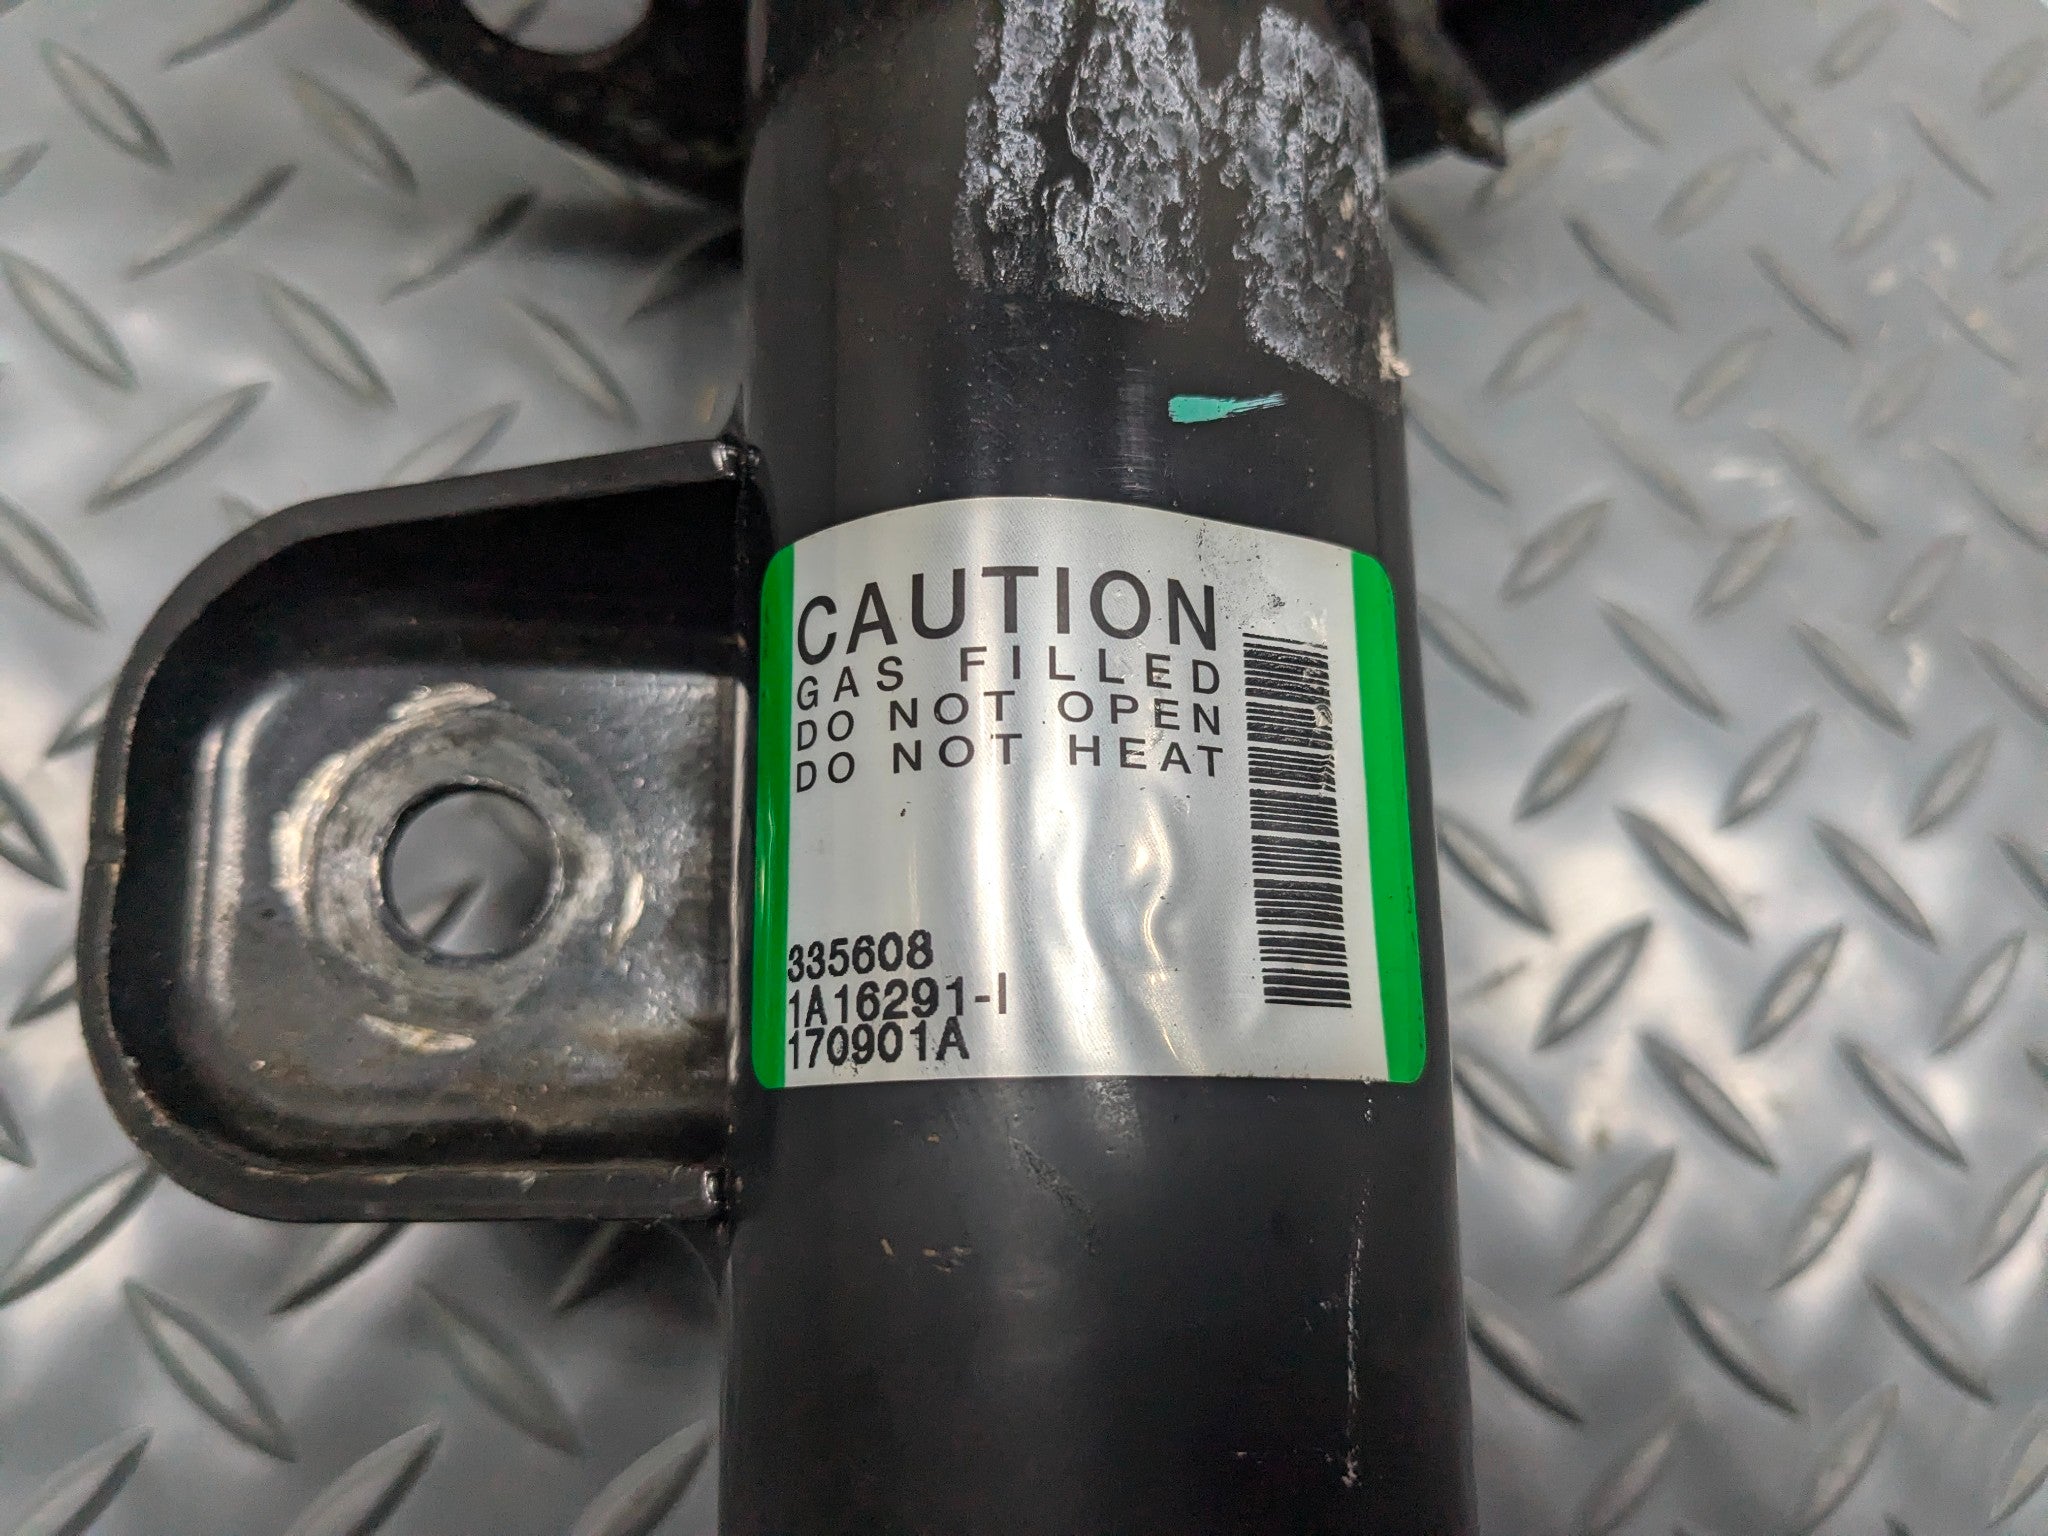 CAUTION
GAS FILLED
DO NOT OPEN
DO NOT HEAT
335608
1A16291-I
170901A